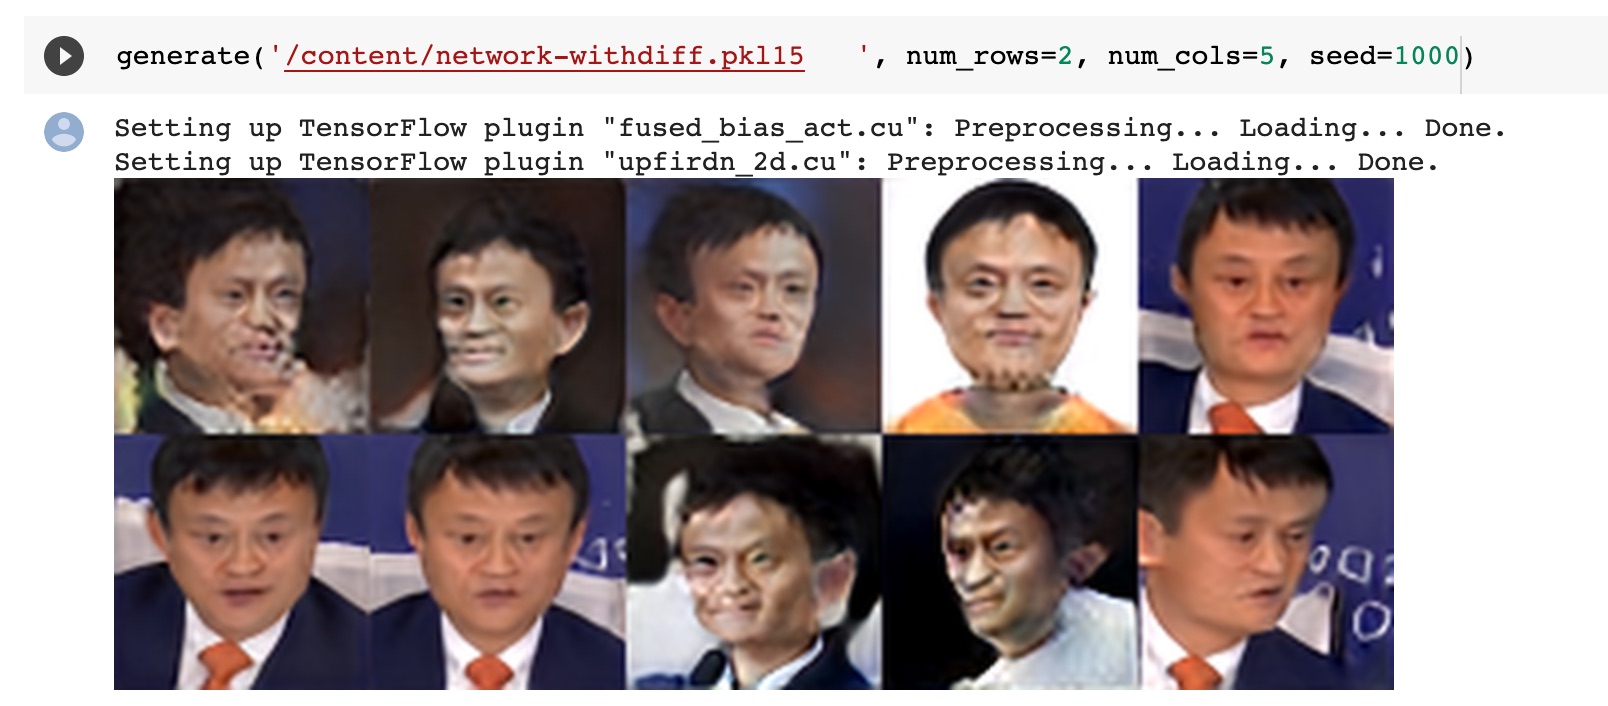 generate('/content/network-withdiff.pkl15   ', num_rows=2, num_cols=5, seed=1000)
Setting up TensorFlow plugin "fused_bias_act.cu": Preprocessing... Loading... Done.
Setting up TensorFlow plugin "upfirdn_2d.cu": Preprocessing... Loading... Done.